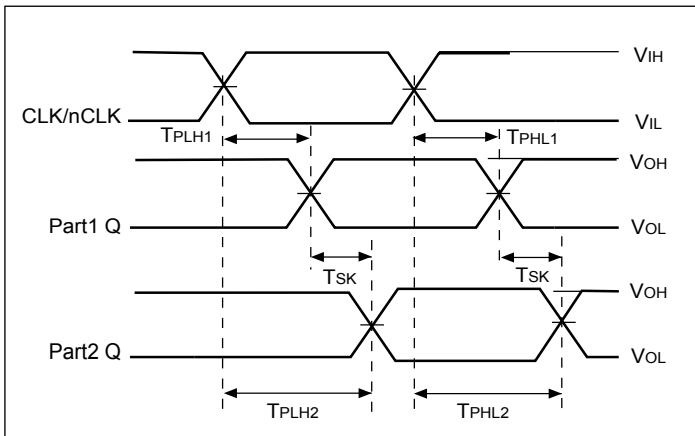 VIH
CLK/nCLK
VIL
TPLH1
TPHL1
VOH
Part1 Q
VOL
TSK
TSK
VOH
Part2 Q
VOL
TPLH2
TPHL2